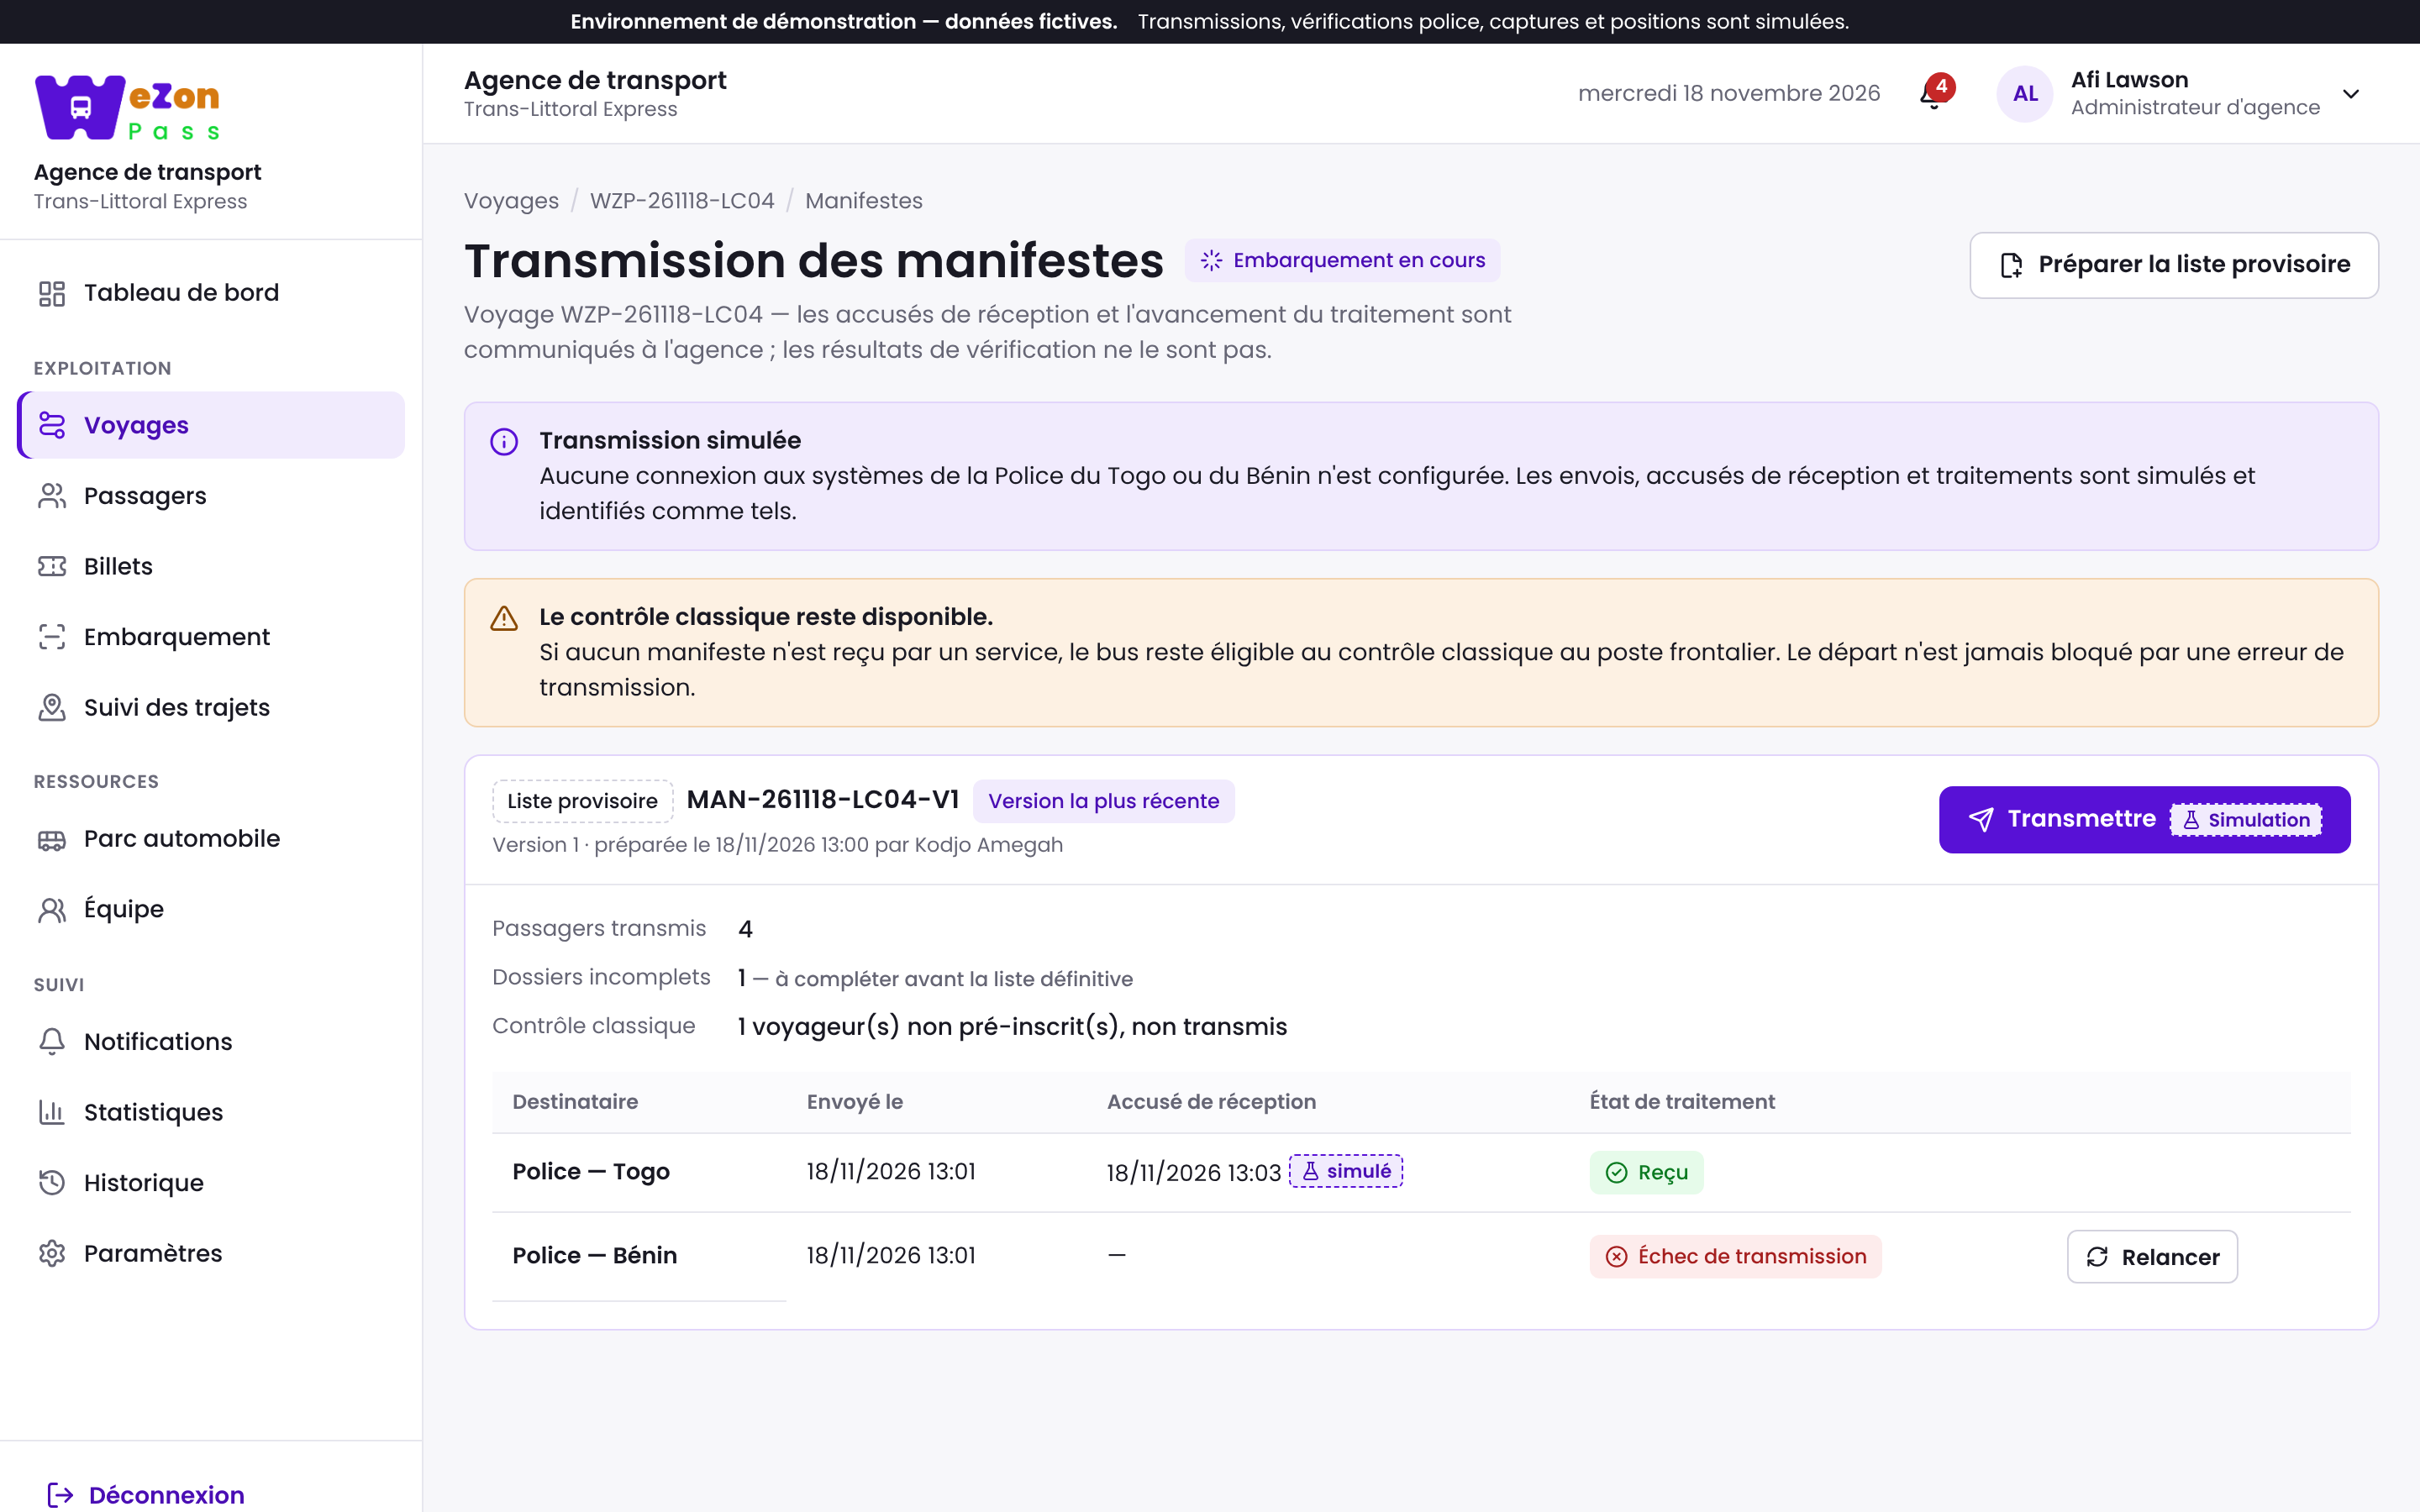 Environnement de démonstration — données fictives. Transmissions, vérifications police, captures et positions sont simulées.
WeZon
Pass
Agence de transport
Trans-Littoral Express
Tableau de bord
EXPLOITATION
Voyages
Passagers
Billets
Embarquement
Suivi des trajets
RESSOURCES
Parc automobile
Équipe
SUIVI
Notifications
Statistiques
Historique
Paramètres
Déconnexion
Agence de transport
Trans-Littoral Express
mercredi 18 novembre 2026
4
AL
Afi Lawson
Administrateur d'agence
Voyages / WZP-261118-LC04 / Manifestes
Transmission des manifestes
Embarquement en cours
Préparer la liste provisoire
Voyage WZP-261118-LC04 — les accusés de réception et l'avancement du traitement sont
communiqués à l'agence ; les résultats de vérification ne le sont pas.
Transmission simulée
Aucune connexion aux systèmes de la Police du Togo ou du Bénin n'est configurée. Les envois, accusés de réception et traitements sont simulés et
identifiés comme tels.
Le contrôle classique reste disponible.
Si aucun manifeste n'est reçu par un service, le bus reste éligible au contrôle classique au poste frontalier. Le départ n'est jamais bloqué par une erreur de
transmission.
Liste provisoire MAN-261118-LC04-V1 Version la plus récente
Version 1 · préparée le 18/11/2026 13:00 par Kodjo Amegah
Transmettre Simulation
Passagers transmis 4
Dossiers incomplets 1 — à compléter avant la liste définitive
Contrôle classique 1 voyageur(s) non pré-inscrit(s), non transmis
Destinataire Envoyé le Accusé de réception État de traitement
Police — Togo 18/11/2026 13:01 18/11/2026 13:03 simulé Reçu
Police — Bénin 18/11/2026 13:01 — Échec de transmission Relancer